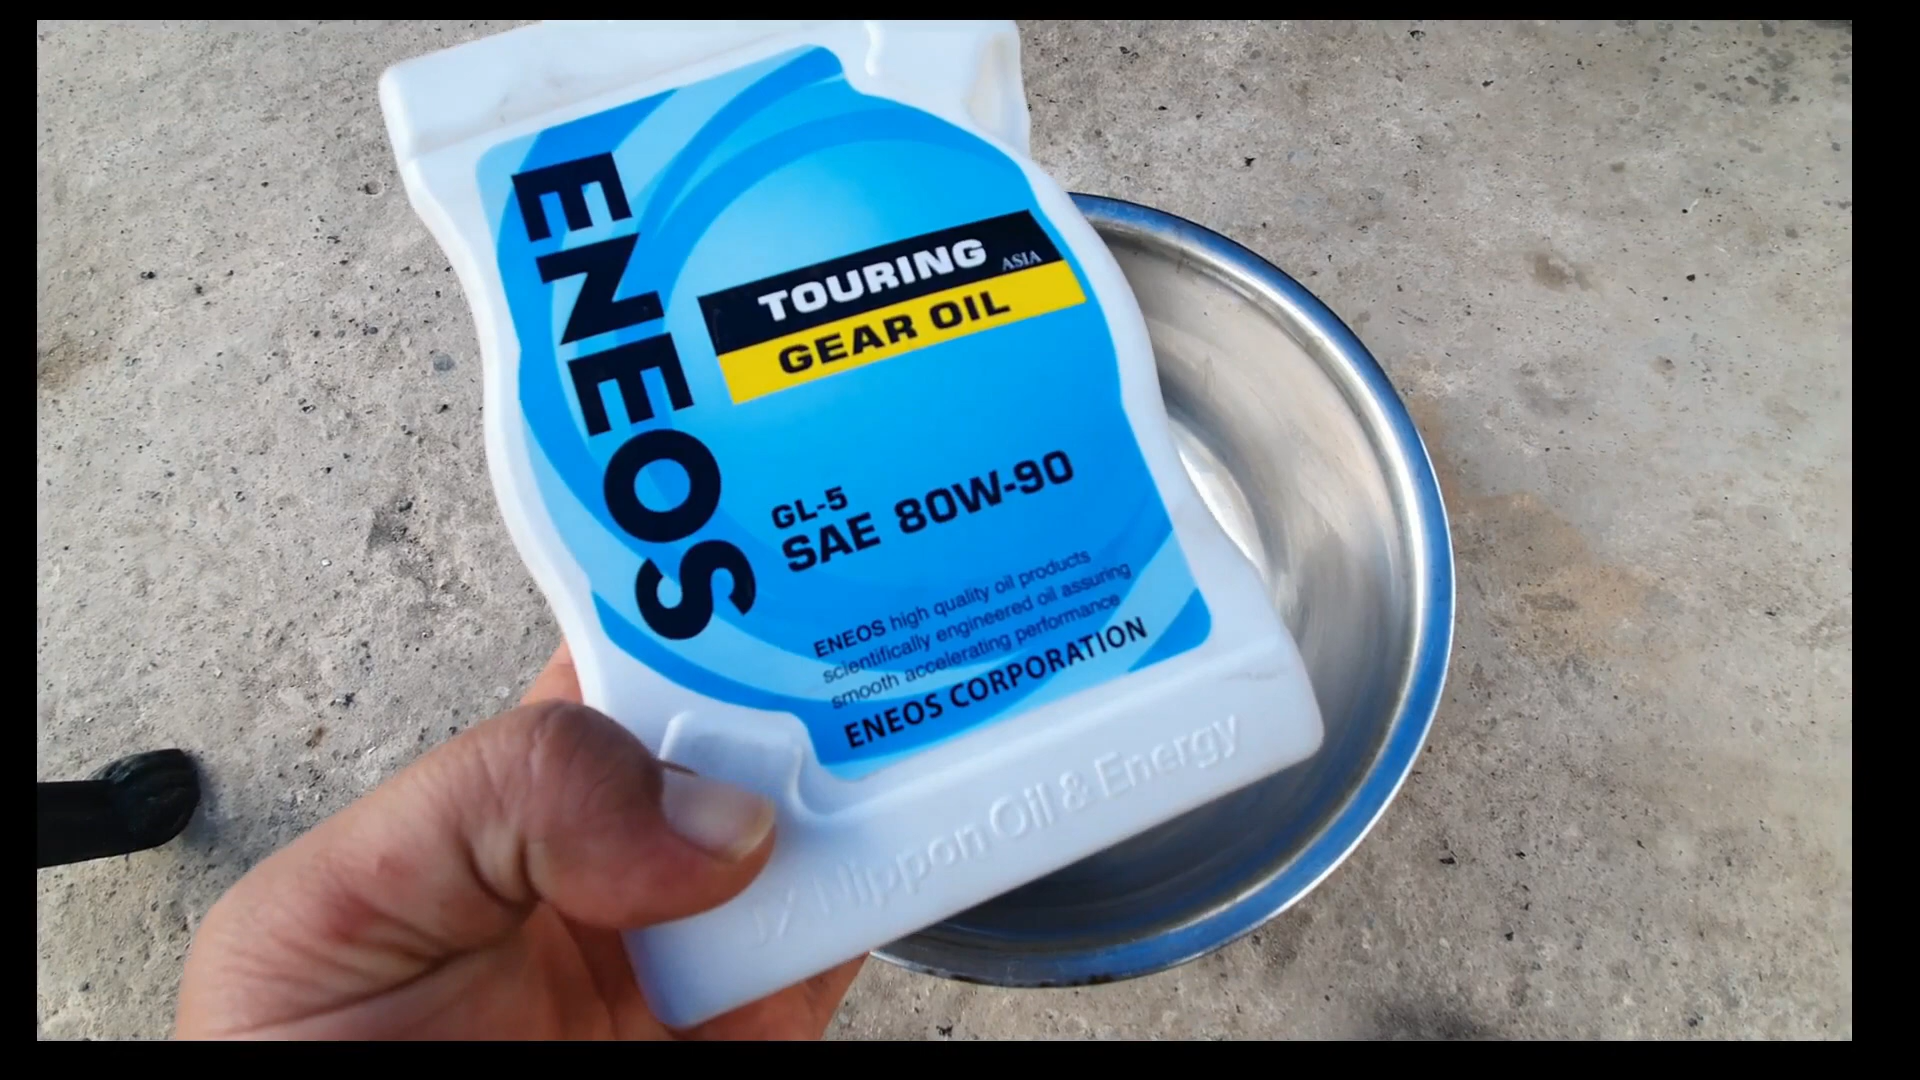 ENEOS
TOURING ASIA
GEAR OIL
GL-5
SAE 80W-90
ENEOS high quality oil products
scientifically engineered oil assuring
smooth accelerating performance
ENEOS CORPORATION
JX Nippon Oil & Energy